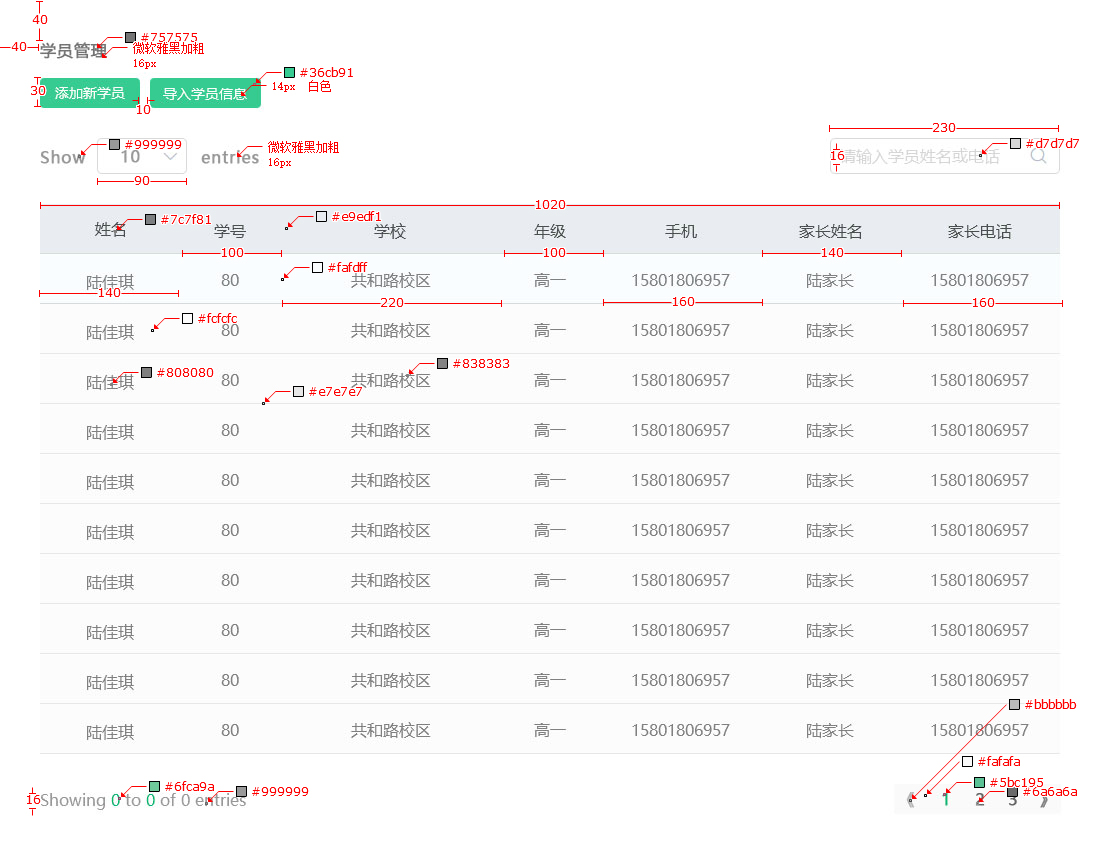 40
#757575
40
学员管理
微软雅黑加粗
16px
#36cb91
30
添加新学员
导入学员信息
14px
白色
10
230
Show
#999999
10
entries
微软雅黑加粗
16px
16
请输入学员姓名或电话
#d7d7d7
90
1020
姓名
#7c7f81
学号
#e9edf1
学校
年级
手机
家长姓名
家长电话
100
100
140
陆佳琪 80 #fafdff 共和路校区 高一 15801806957 陆家长 15801806957
140
220
160
160
陆佳琪 #fcfcfc 80 共和路校区 高一 15801806957 陆家长 15801806957
陆佳琪 #808080 80 共和路校区 #838383 高一 15801806957 陆家长 15801806957
#e7e7e7
陆佳琪 80 共和路校区 高一 15801806957 陆家长 15801806957
陆佳琪 80 共和路校区 高一 15801806957 陆家长 15801806957
陆佳琪 80 共和路校区 高一 15801806957 陆家长 15801806957
陆佳琪 80 共和路校区 高一 15801806957 陆家长 15801806957
陆佳琪 80 共和路校区 高一 15801806957 陆家长 15801806957
陆佳琪 80 共和路校区 高一 15801806957 陆家长 15801806957
陆佳琪 80 共和路校区 高一 15801806957 陆家长 15801806957
#bbbbbb
#fafafa
#6fca9a
#999999
#5bc195
#6a6a6a
16
Showing 0 to 0 of 0 entries
《 1 2 3 》